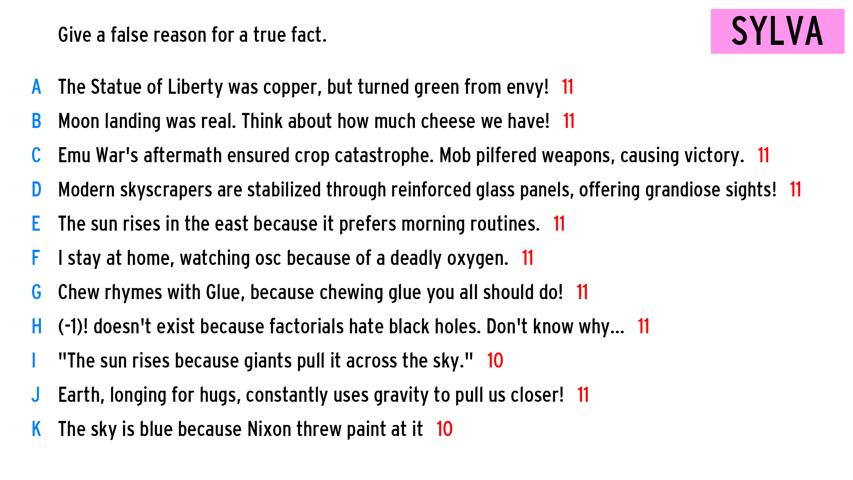 Give a false reason for a true fact.
SYLVA
A The Statue of Liberty was copper, but turned green from envy! 11
B Moon landing was real. Think about how much cheese we have! 11
C Emu War's aftermath ensured crop catastrophe. Mob pilfered weapons, causing victory. 11
D Modern skyscrapers are stabilized through reinforced glass panels, offering grandiose sights! 11
E The sun rises in the east because it prefers morning routines. 11
F I stay at home, watching osc because of a deadly oxygen. 11
G Chew rhymes with Glue, because chewing glue you all should do! 11
H (-1)! doesn't exist because factorials hate black holes. Don't know why... 11
I "The sun rises because giants pull it across the sky." 10
J Earth, longing for hugs, constantly uses gravity to pull us closer! 11
K The sky is blue because Nixon threw paint at it 10